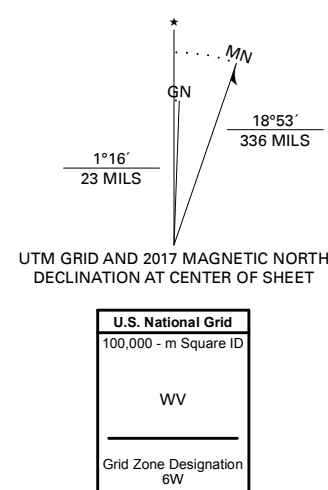 ★
MN
GN
18°53´
336 MILS
1°16´
23 MILS
UTM GRID AND 2017 MAGNETIC NORTH
DECLINATION AT CENTER OF SHEET
U.S. National Grid
100,000 - m Square ID
WV
Grid Zone Designation
6W